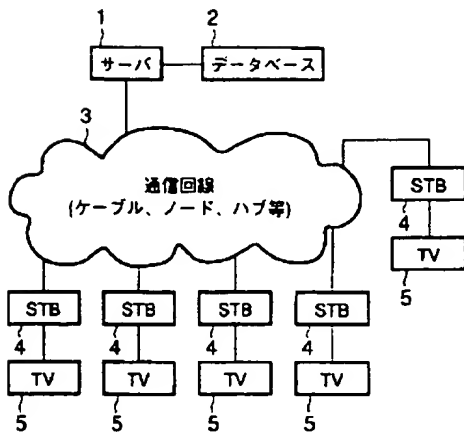 1 2
サーバ データベース
3
通信回線
(ケーブル、ノード、ハブ等)
STB
4
TV
5
STB STB STB STB
4 4 4 4
TV TV TV TV
5 5 5 5